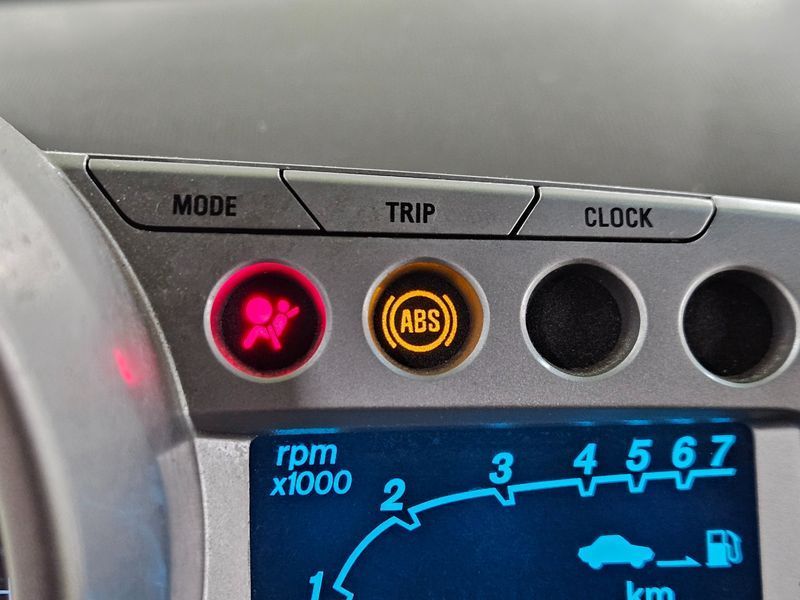 MODE
TRIP
CLOCK
ABS
rpm
x1000
1
2
3
4
5
6
7
km